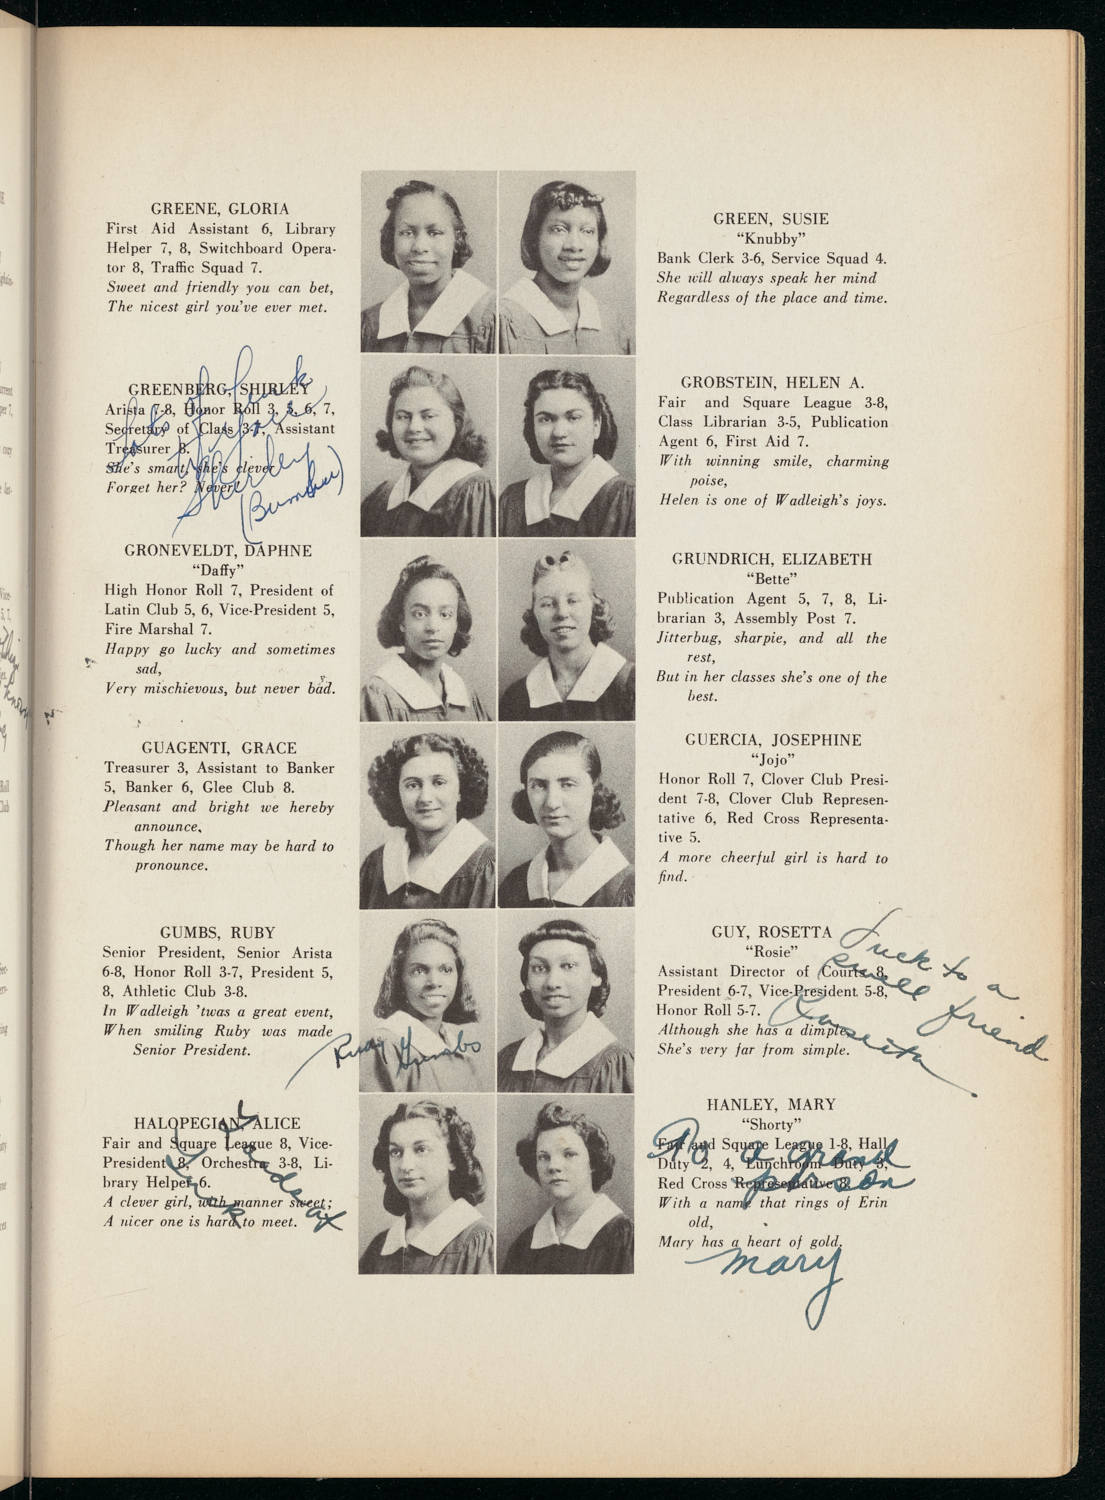 GREENE, GLORIA
First Aid Assistant 6, Library
Helper 7, 8, Switchboard Opera-
tor 8, Traffic Squad 7.
Sweet and friendly you can bet,
The nicest girl you've ever met.
GREENBERG, SHIRLEY
Arista 7-8, Honor Roll 3, 5, 6, 7,
Secretary of Class 3-7, Assistant
Treasurer 8.
She's smart, she's clever
Forget her? Never!
Lots of luck
Shirley
GRONEVELDT, DAPHNE
"Daffy"
High Honor Roll 7, President of
Latin Club 5, 6, Vice-President 5,
Fire Marshal 7.
Happy go lucky and sometimes
sad,
Very mischievous, but never bad.
GUAGENTI, GRACE
Treasurer 3, Assistant to Banker
5, Banker 6, Glee Club 8.
Pleasant and bright we hereby
announce,
Though her name may be hard to
pronounce.
GUMBS, RUBY
Senior President, Senior Arista
6-8, Honor Roll 3-7, President 5,
8, Athletic Club 3-8.
In Wadleigh 'twas a great event,
When smiling Ruby was made
Senior President.
Ruby Gumbs
HALOPEGIAN, ALICE
Fair and Square League 8, Vice-
President 8, Orchestra 3-8, Li-
brary Helper 6.
A clever girl, with manner sweet;
A nicer one is hard to meet.
GREEN, SUSIE
"Knubby"
Bank Clerk 3-6, Service Squad 4.
She will always speak her mind
Regardless of the place and time.
GROBSTEIN, HELEN A.
Fair and Square League 3-8,
Class Librarian 3-5, Publication
Agent 6, First Aid 7.
With winning smile, charming
poise,
Helen is one of Wadleigh's joys.
GRUNDRICH, ELIZABETH
"Bette"
Publication Agent 5, 7, 8, Li-
brarian 3, Assembly Post 7.
Jitterbug, sharpie, and all the
rest,
But in her classes she's one of the
best.
GUERCIA, JOSEPHINE
"Jojo"
Honor Roll 7, Clover Club Presi-
dent 7-8, Clover Club Represen-
tative 6, Red Cross Representa-
tive 5.
A more cheerful girl is hard to
find.
GUY, ROSETTA
"Rosie"
Assistant Director of Courts 8,
President 6-7, Vice-President 5-8,
Honor Roll 5-7.
Although she has a dimple,
She's very far from simple.
Luck to a
swell friend
Rosetta
HANLEY, MARY
"Shorty"
Fair and Square League 1-8, Hall
Duty 2, 4, Lunchroom Duty 3,
Red Cross Representative 8.
With a name that rings of Erin
old,
Mary has a heart of gold.
To a grand
person
Mary